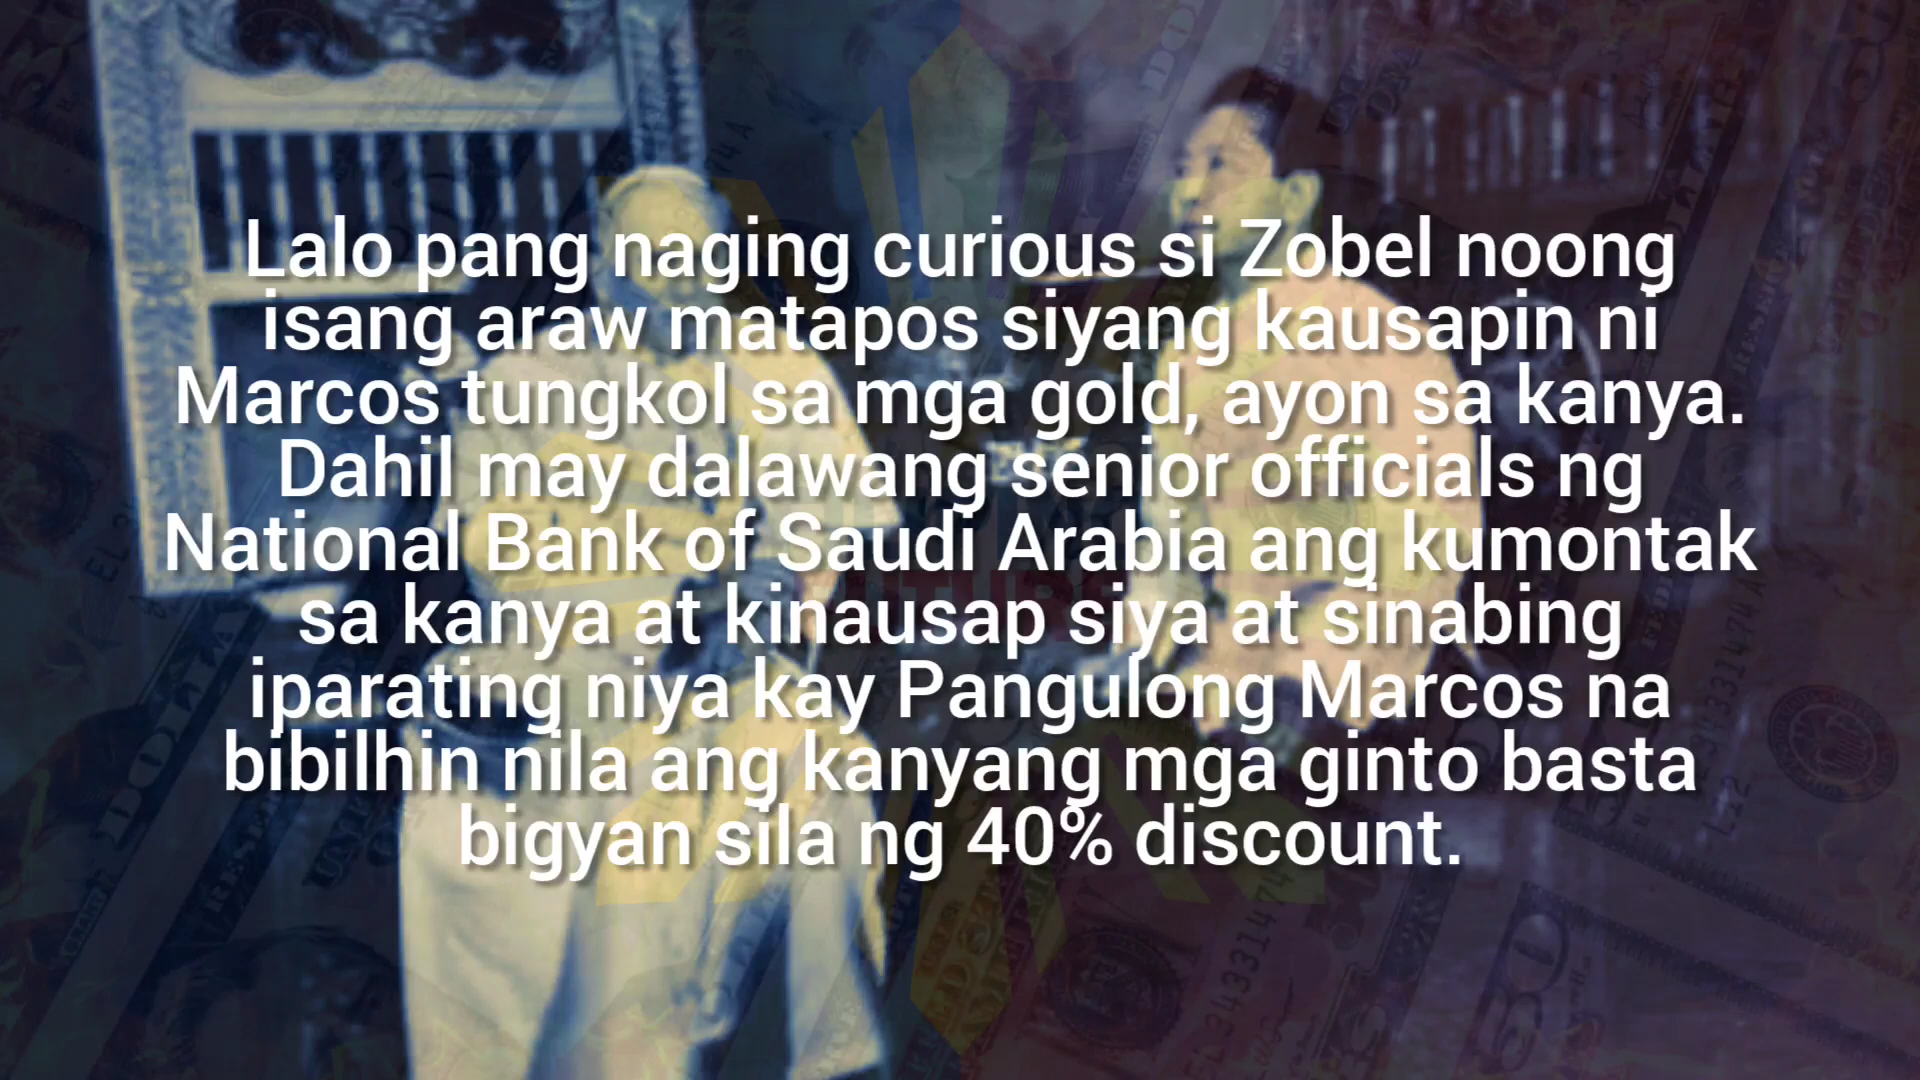 Lalo pang naging curious si Zobel noong
isang araw matapos siyang kausapin ni
Marcos tungkol sa mga gold, ayon sa kanya.
Dahil may dalawang senior officials ng
National Bank of Saudi Arabia ang kumontak
sa kanya at kinausap siya at sinabing
iparating niya kay Pangulong Marcos na
bibilhin nila ang kanyang mga ginto basta
bigyan sila ng 40% discount.